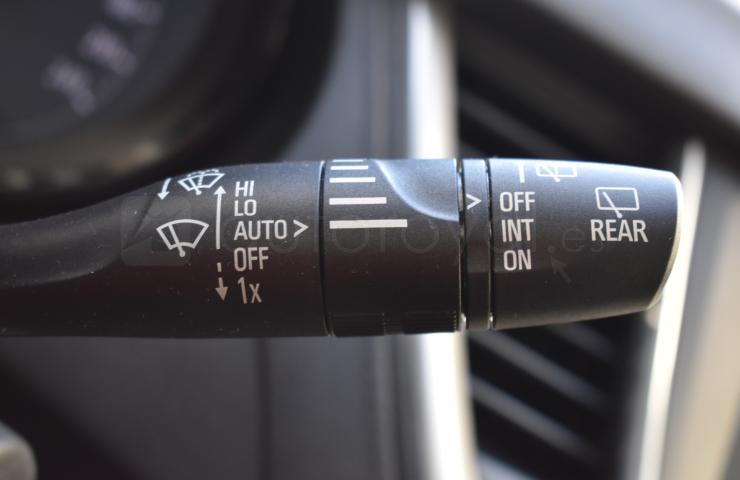 HI
LO
AUTO >
OFF
1x
>
OFF
INT
ON
REAR